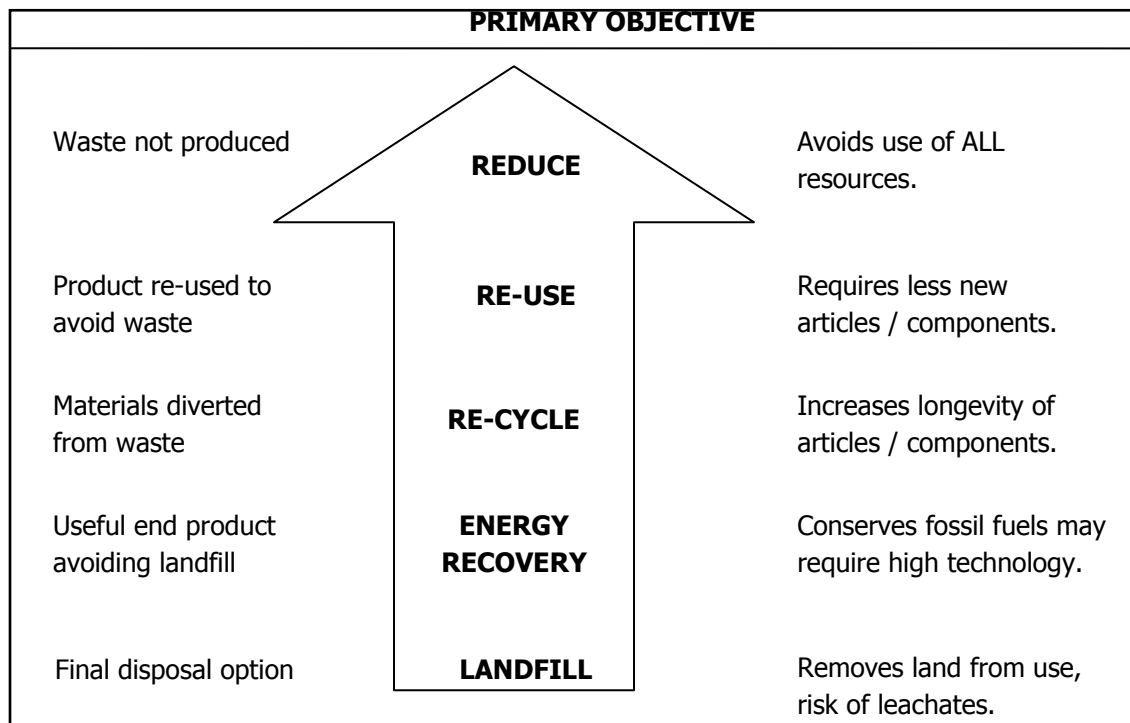 PRIMARY OBJECTIVE
Waste not produced
REDUCE
Avoids use of ALL
resources.
Product re-used to
avoid waste
RE-USE
Requires less new
articles / components.
Materials diverted
from waste
RE-CYCLE
Increases longevity of
articles / components.
Useful end product
avoiding landfill
ENERGY
RECOVERY
Conserves fossil fuels may
require high technology.
Final disposal option
LANDFILL
Removes land from use,
risk of leachates.